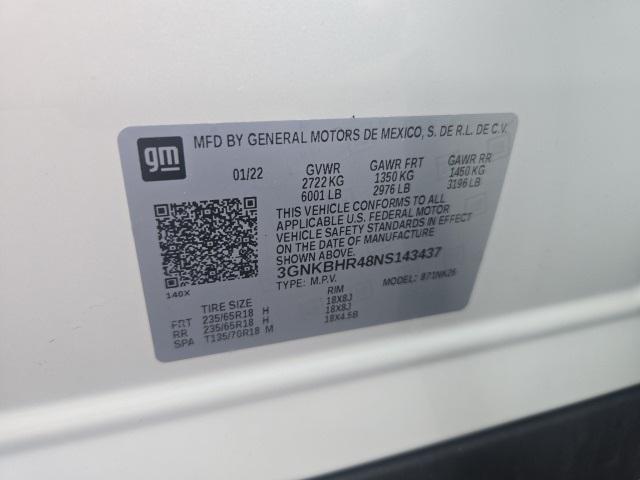 gm
MFD BY GENERAL MOTORS DE MEXICO, S. DE R.L. DE C.V.
01/22 GVWR GAWR FRT GAWR RR
2722 KG 1350 KG 1450 KG
6001 LB 2976 LB 3196 LB
THIS VEHICLE CONFORMS TO ALL
APPLICABLE U.S. FEDERAL MOTOR
VEHICLE SAFETY STANDARDS IN EFFECT
ON THE DATE OF MANUFACTURE
3GNKBHR48NS143437
140X
TYPE: M.P.V. MODEL:
TIRE SIZE RIM
FRT 235/65R18 H 18X8J
RR 235/65R18 H 18X8J
SPA T135/70R18 M 18X4.5B